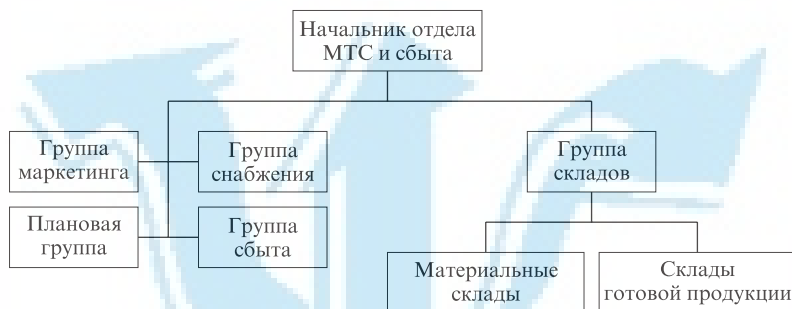 Начальник отдела
МТС и сбыта
Группа
маркетинга
Группа
снабжения
Группа
складов
Плановая
группа
Группа
сбыта
Материальные
склады
Склады
готовой продукции